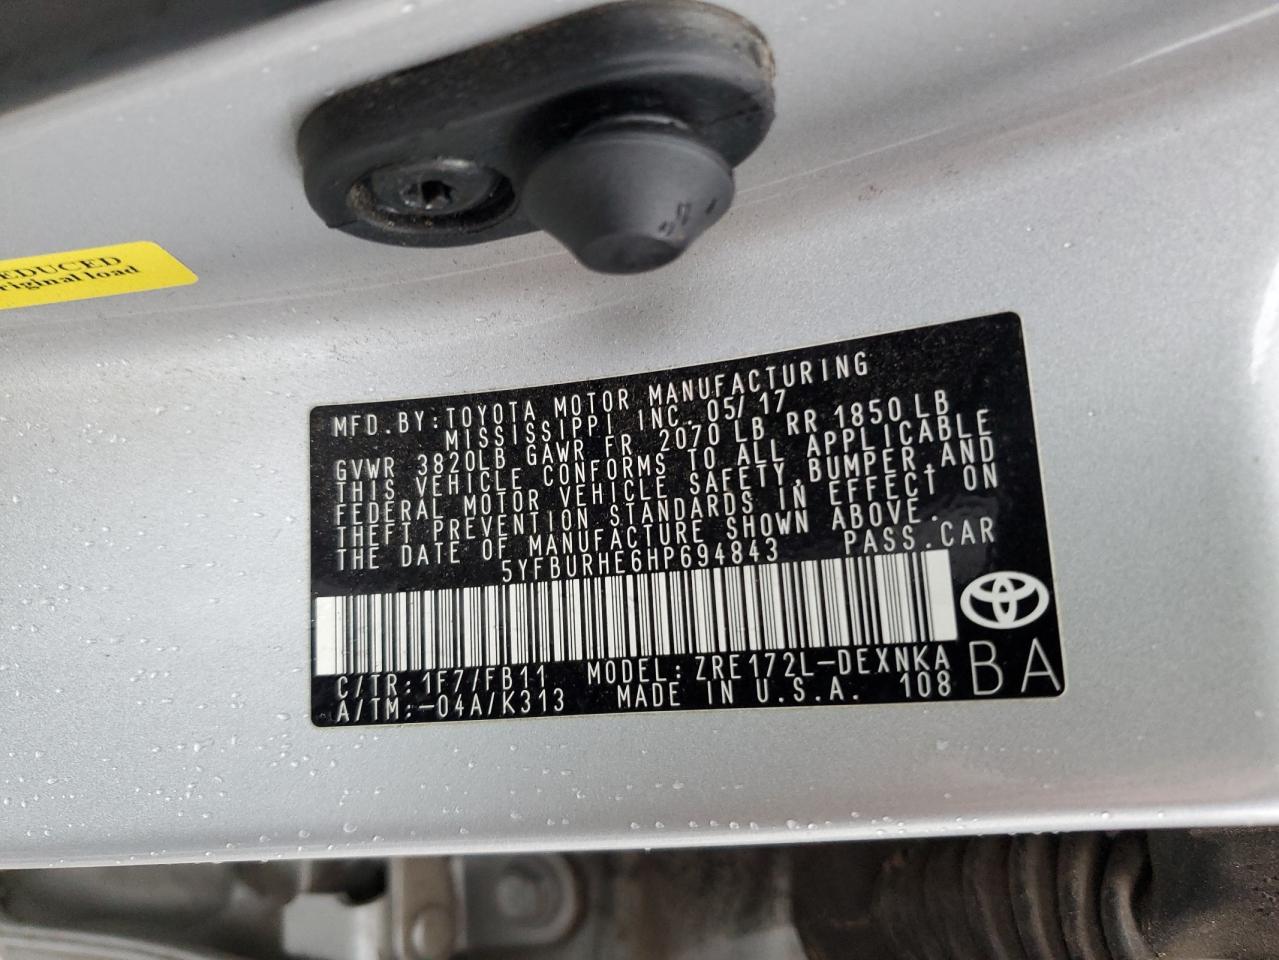 EDUCED
riginal load
MFD. BY: TOYOTA MOTOR MANUFACTURING
MISSISSIPPI INC. 05/17
GVWR 3820LB GAWR FR 2070 LB RR 1850 LB
THIS VEHICLE CONFORMS TO ALL APPLICABLE
FEDERAL MOTOR VEHICLE SAFETY, BUMPER, AND
THEFT PREVENTION STANDARDS IN EFFECT ON
THE DATE OF MANUFACTURE SHOWN ABOVE.
5YFBURHE6HP694843 PASS. CAR
C/TR: 1F7/FB11 MODEL: ZRE172L-DEXNKA
A/TM:-04A/K313 MADE IN U.S.A. 108
BA